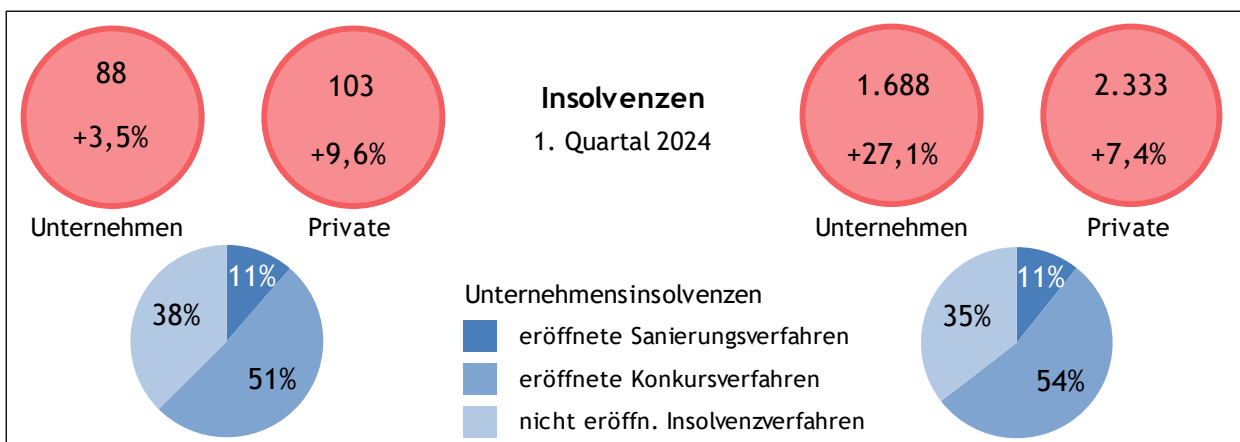 88
+3,5%
Unternehmen
103
+9,6%
Private
Insolvenzen
1. Quartal 2024
1.688
+27,1%
Unternehmen
2.333
+7,4%
Private
11%
38%
51%
Unternehmensinsolvenzen
eröffnete Sanierungsverfahren
eröffnete Konkursverfahren
nicht eröffn. Insolvenzverfahren
11%
35%
54%